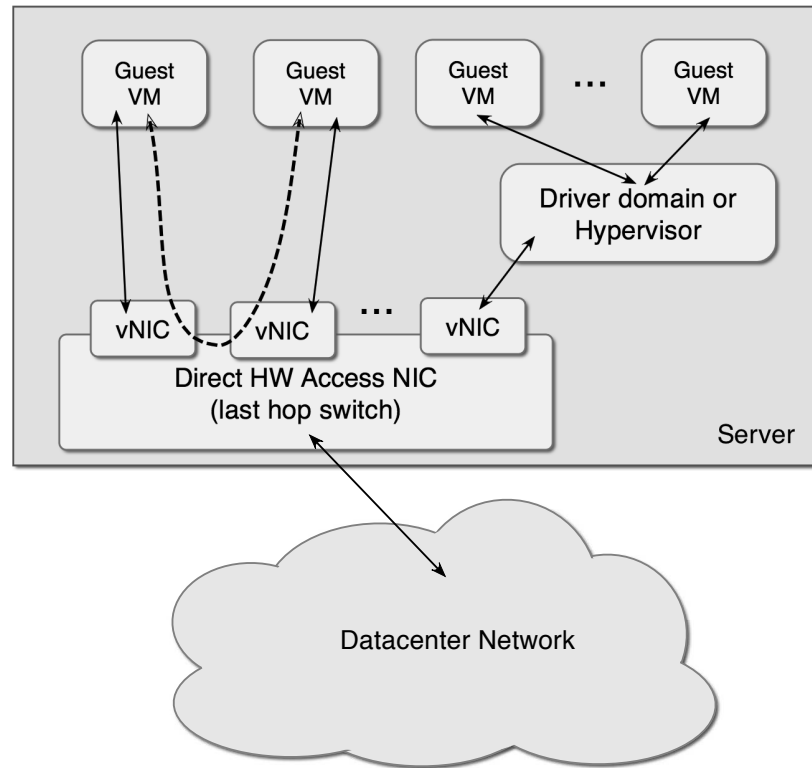 Guest
VM
Guest
VM
Guest
VM
...
Guest
VM
Driver domain or
Hypervisor
vNIC
vNIC
...
vNIC
Direct HW Access NIC
(last hop switch)
Server
Datacenter Network